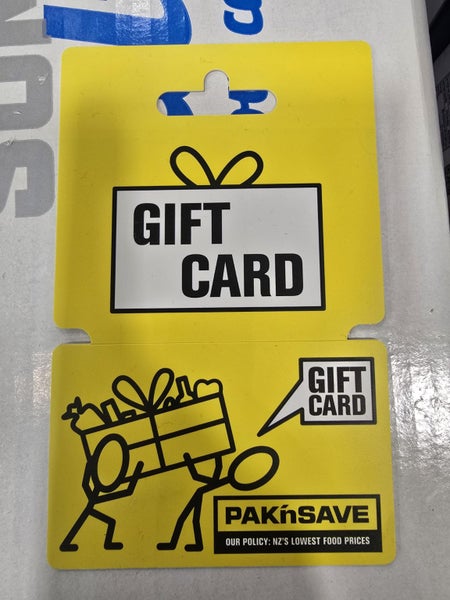 GIFT
CARD
GIFT
CARD
PAKnSAVE
OUR POLICY: NZ'S LOWEST FOOD PRICES